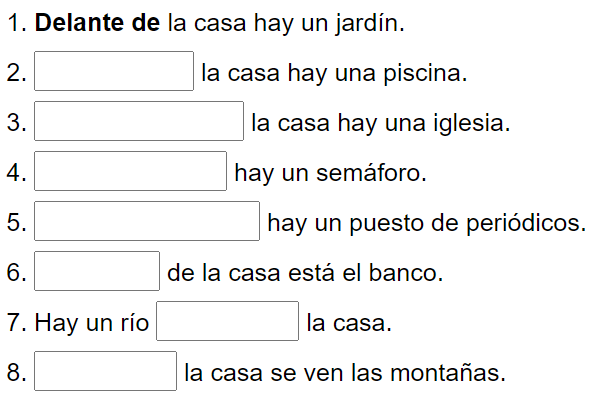 1. Delante de la casa hay un jardín.
2. la casa hay una piscina.
3. la casa hay una iglesia.
4. hay un semáforo.
5. hay un puesto de periódicos.
6. de la casa está el banco.
7. Hay un río la casa.
8. la casa se ven las montañas.